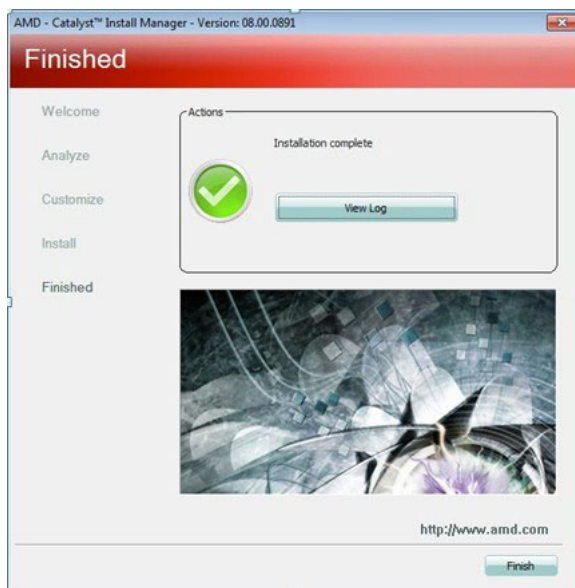 AMD - Catalyst™ Install Manager - Version: 08.00.0891
Finished
Welcome
Analyze
Customize
Install
Finished
Actions
Installation complete
View Log
http://www.amd.com
Finish